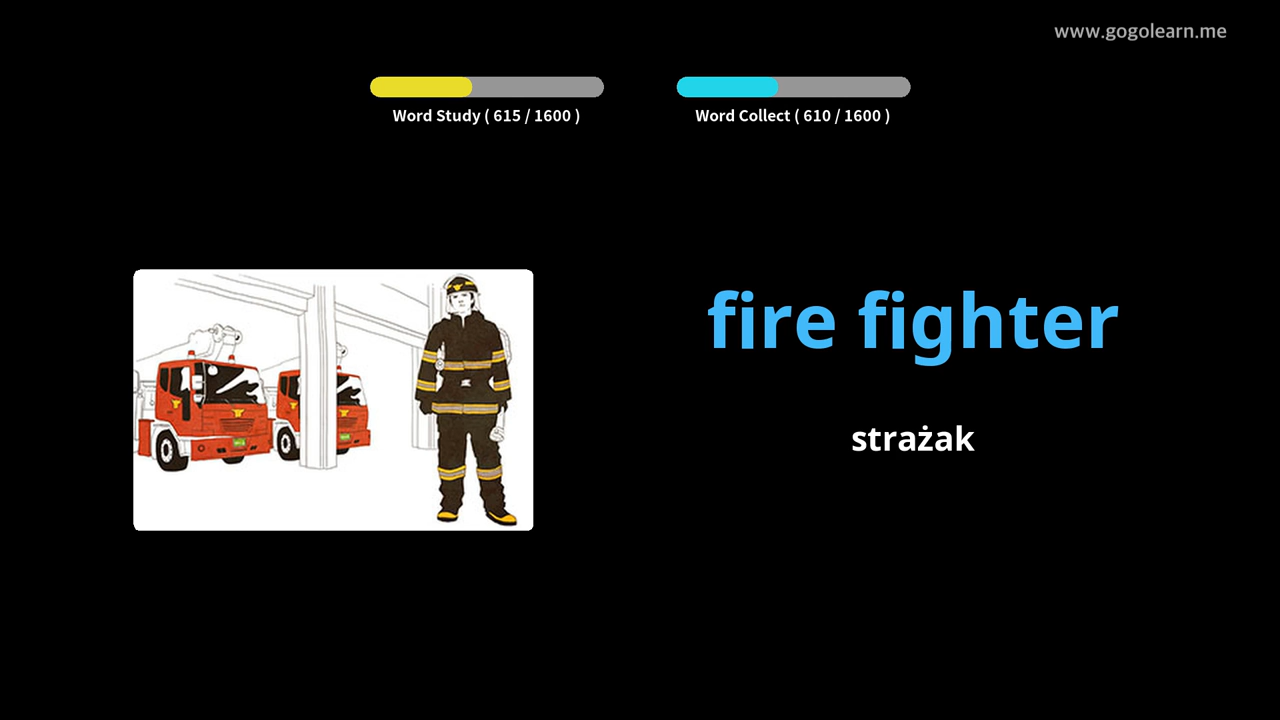 www.gogolearn.me
Word Study ( 615 / 1600 )
Word Collect ( 610 / 1600 )
fire fighter
strażak